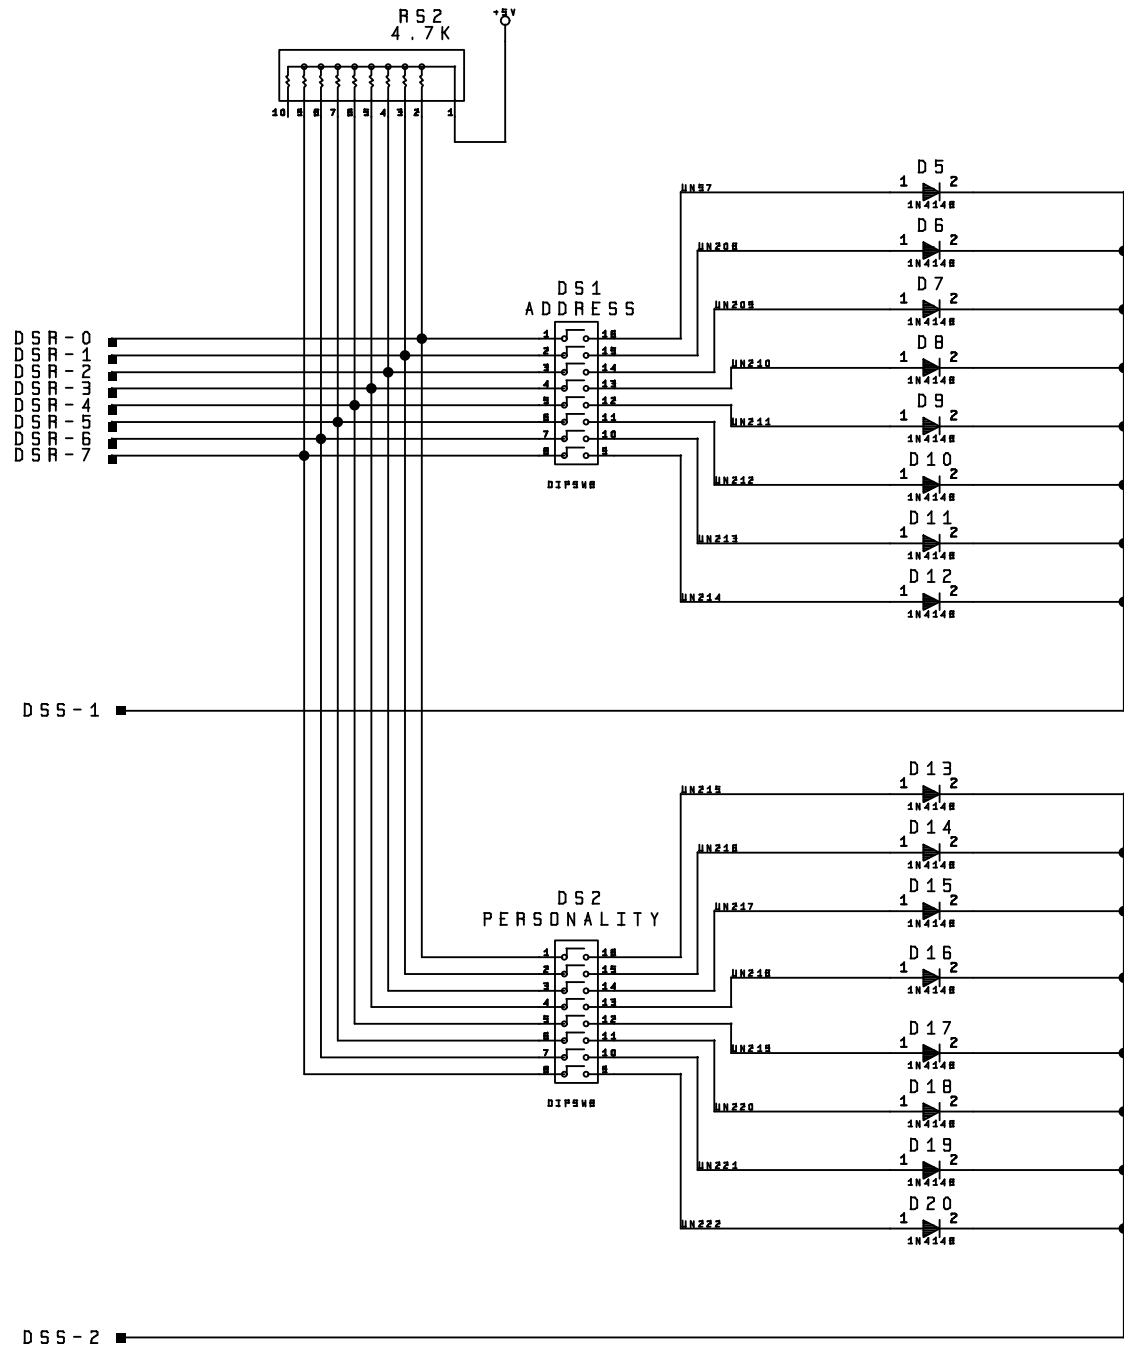 RS2
4.7K
+5V
10 9 8 7 6 5 4 3 2 1
D5
1 2
UN57
1N4148
D6
1 2
UN208
1N4148
DS1
ADDRESS
D7
1 2
UN209
1N4148
DSR-0
1 16
DSR-1
2 15
D8
1 2
DSR-2
3 14
UN210
1N4148
DSR-3
4 13
DSR-4
5 12
D9
1 2
DSR-5
6 11
UN211
1N4148
DSR-6
7 10
DSR-7
8 9
D10
1 2
DIPSW8
UN212
1N4148
D11
1 2
UN213
1N4148
D12
1 2
UN214
1N4148
DSS-1
D13
1 2
UN215
1N4148
D14
1 2
UN216
1N4148
DS2
PERSONALITY
D15
1 2
UN217
1N4148
1 16
2 15
D16
1 2
3 14
UN218
1N4148
4 13
5 12
D17
1 2
6 11
UN219
1N4148
7 10
8 9
D18
1 2
DIPSW8
UN220
1N4148
D19
1 2
UN221
1N4148
D20
1 2
UN222
1N4148
DSS-2